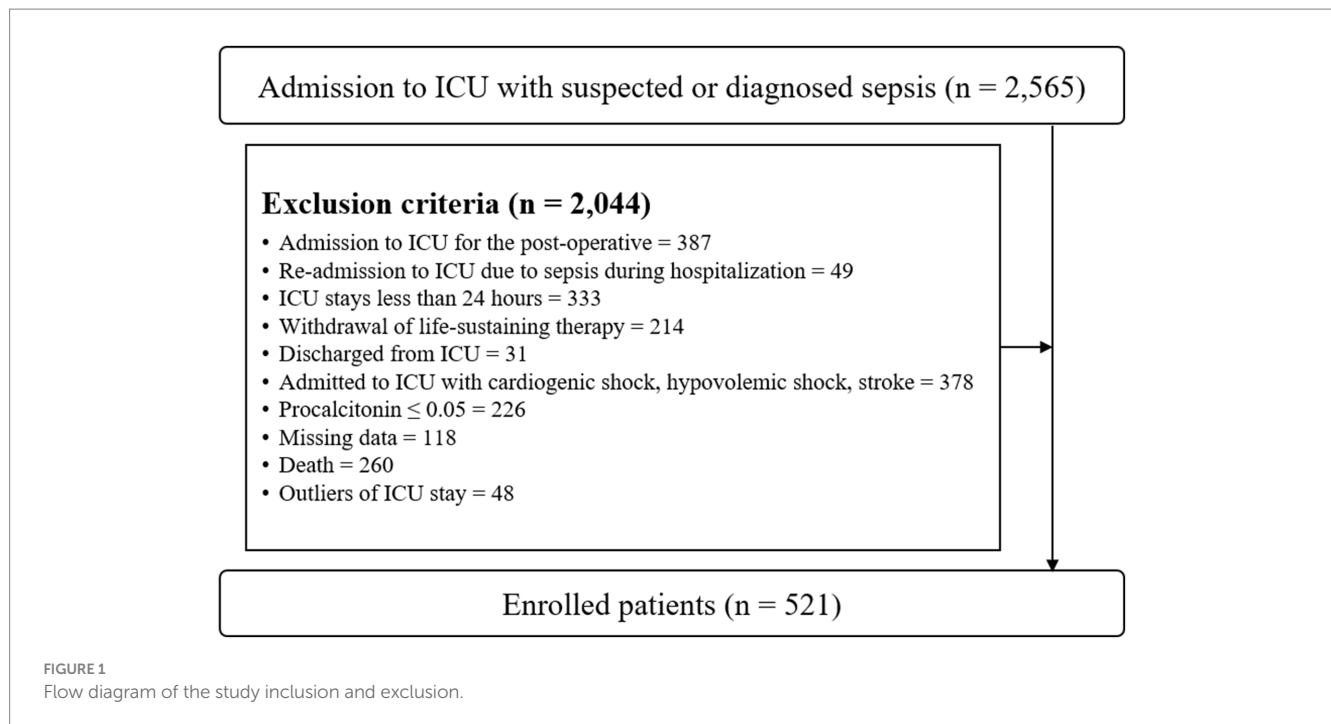 Admission to ICU with suspected or diagnosed sepsis (n = 2,565)
Exclusion criteria (n = 2,044)
• Admission to ICU for the post-operative = 387
• Re-admission to ICU due to sepsis during hospitalization = 49
• ICU stays less than 24 hours = 333
• Withdrawal of life-sustaining therapy = 214
• Discharged from ICU = 31
• Admitted to ICU with cardiogenic shock, hypovolemic shock, stroke = 378
• Procalcitonin ≤ 0.05 = 226
• Missing data = 118
• Death = 260
• Outliers of ICU stay = 48
Enrolled patients (n = 521)
FIGURE 1
Flow diagram of the study inclusion and exclusion.